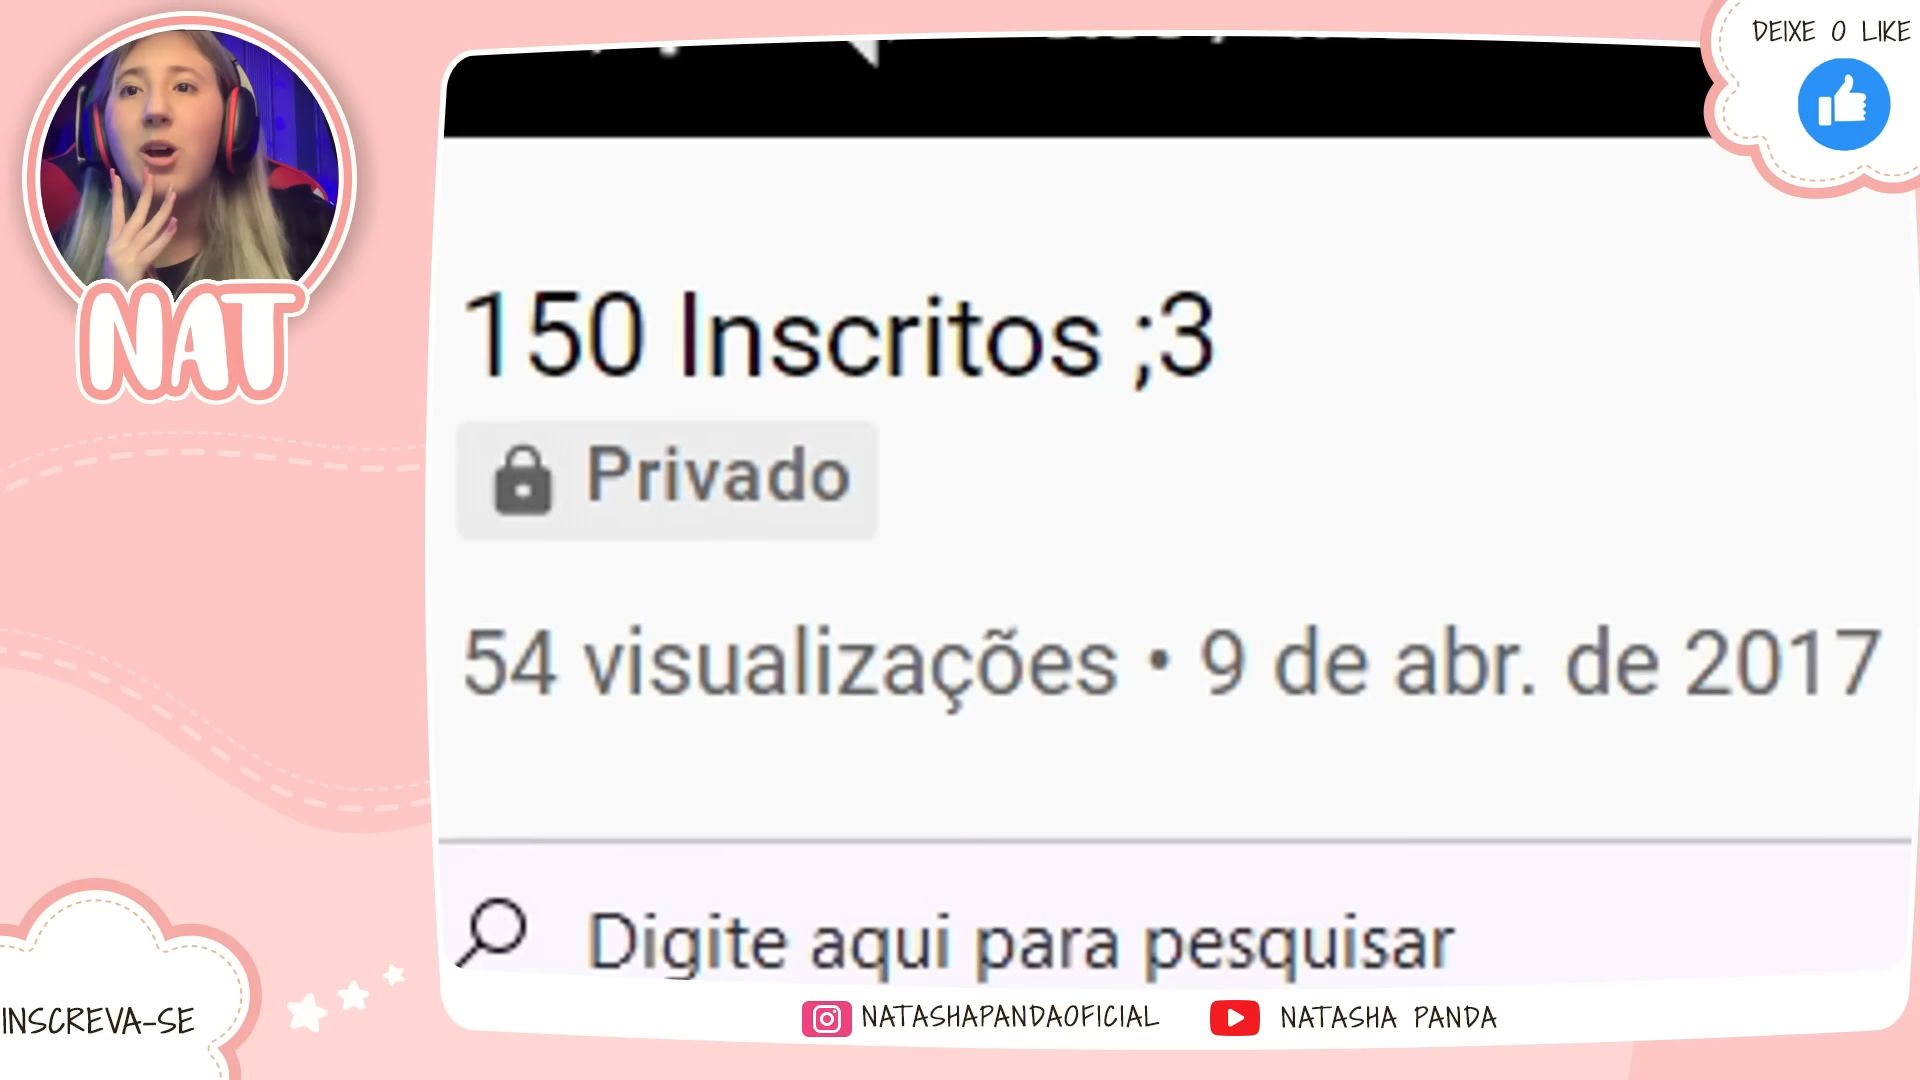 DEIXE O LIKE
NAT
150 Inscritos ;3
Privado
54 visualizações • 9 de abr. de 2017
Digite aqui para pesquisar
INSCREVA-SE
NATASHAPANDAOFICIAL
NATASHA PANDA